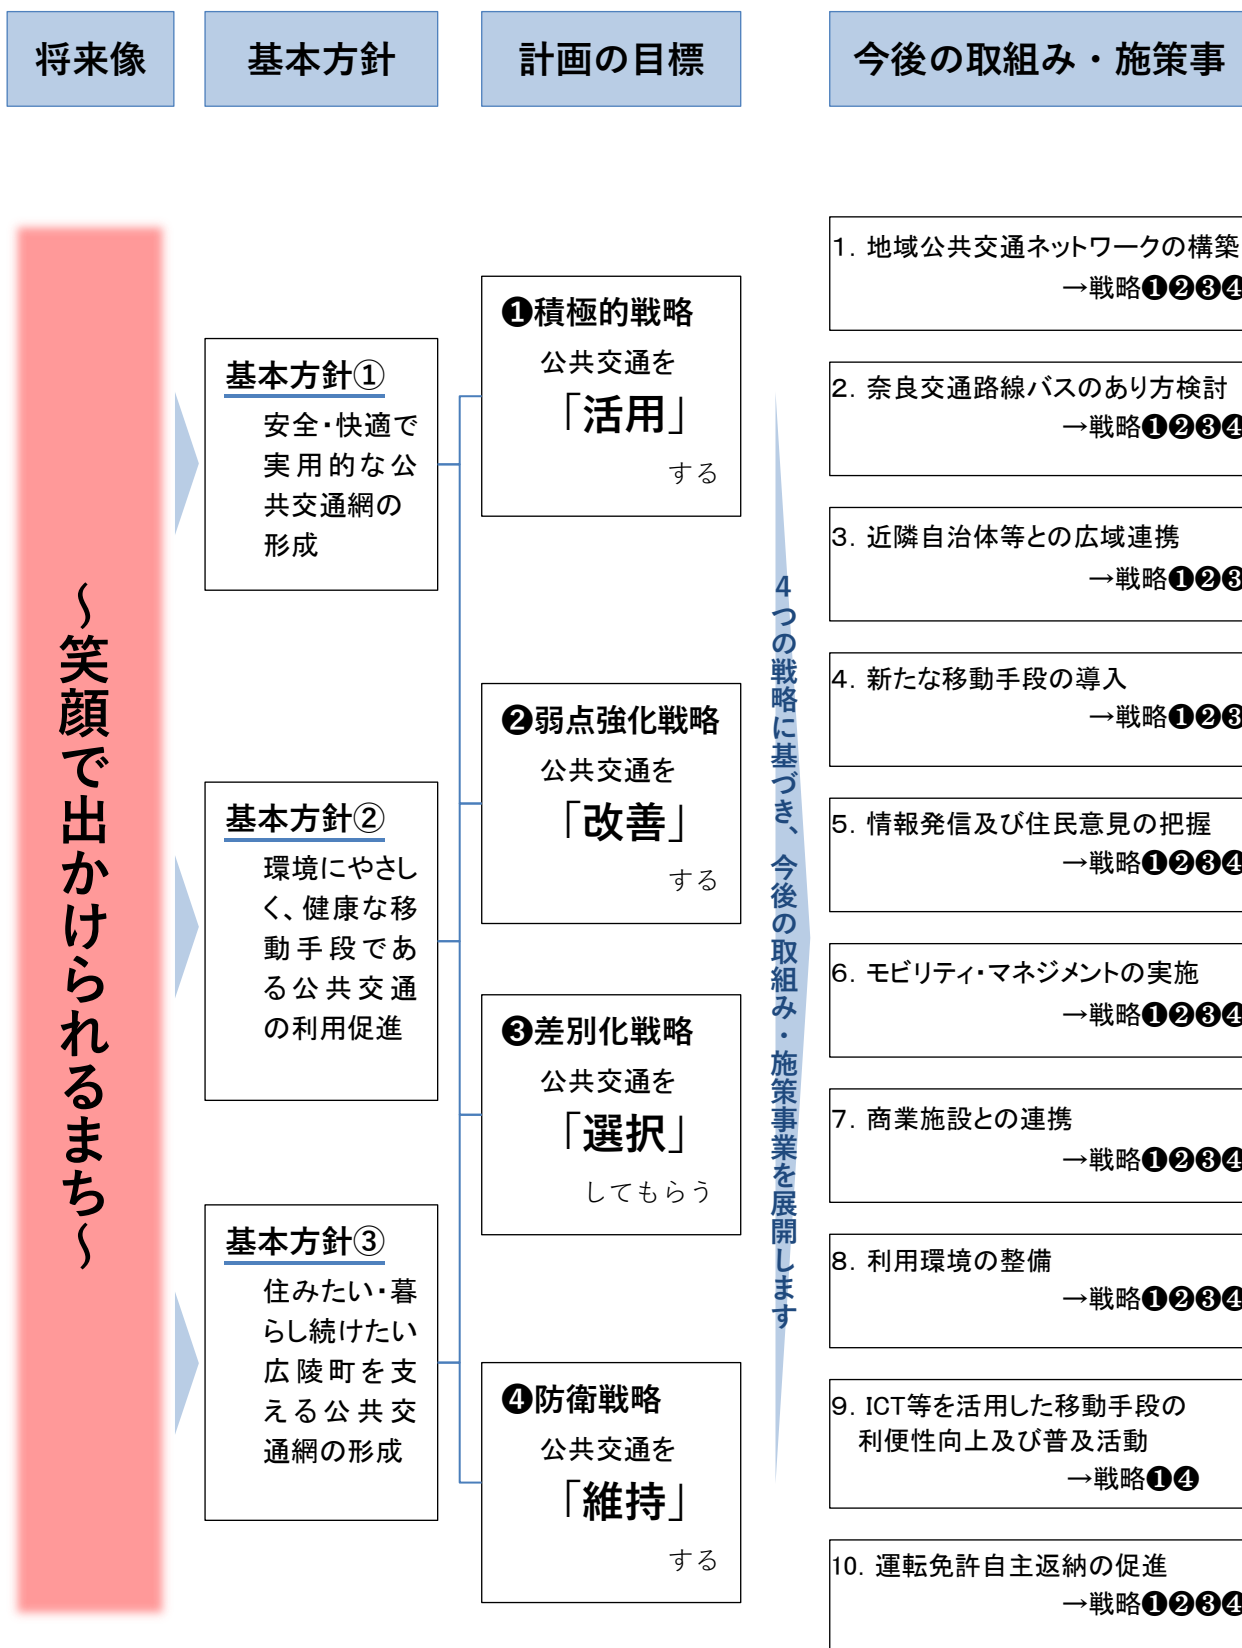 将来像
基本方針
計画の目標
今後の取組み・施策事
～笑顔で出かけられるまち～
基本方針①
安全・快適で
実用的な公
共交通網の
形成
基本方針②
環境にやさし
く、健康な移
動手段であ
る公共交通
の利用促進
基本方針③
住みたい・暮
らし続けたい
広陵町を支
える公共交
通網の形成
❶積極的戦略
公共交通を
「活用」
する
❷弱点強化戦略
公共交通を
「改善」
する
❸差別化戦略
公共交通を
「選択」
してもらう
❹防衛戦略
公共交通を
「維持」
する
4つの戦略に基づき、今後の取組み・施策事業を展開します
1．地域公共交通ネットワークの構築
→戦略❶❷❸❹
2．奈良交通路線バスのあり方検討
→戦略❶❷❸❹
3．近隣自治体等との広域連携
→戦略❶❷❸
4．新たな移動手段の導入
→戦略❶❷❸
5．情報発信及び住民意見の把握
→戦略❶❷❸❹
6．モビリティ・マネジメントの実施
→戦略❶❷❸❹
7．商業施設との連携
→戦略❶❷❸❹
8．利用環境の整備
→戦略❶❷❸❹
9．ICT等を活用した移動手段の
利便性向上及び普及活動
→戦略❶❹
10．運転免許自主返納の促進
→戦略❶❷❸❹